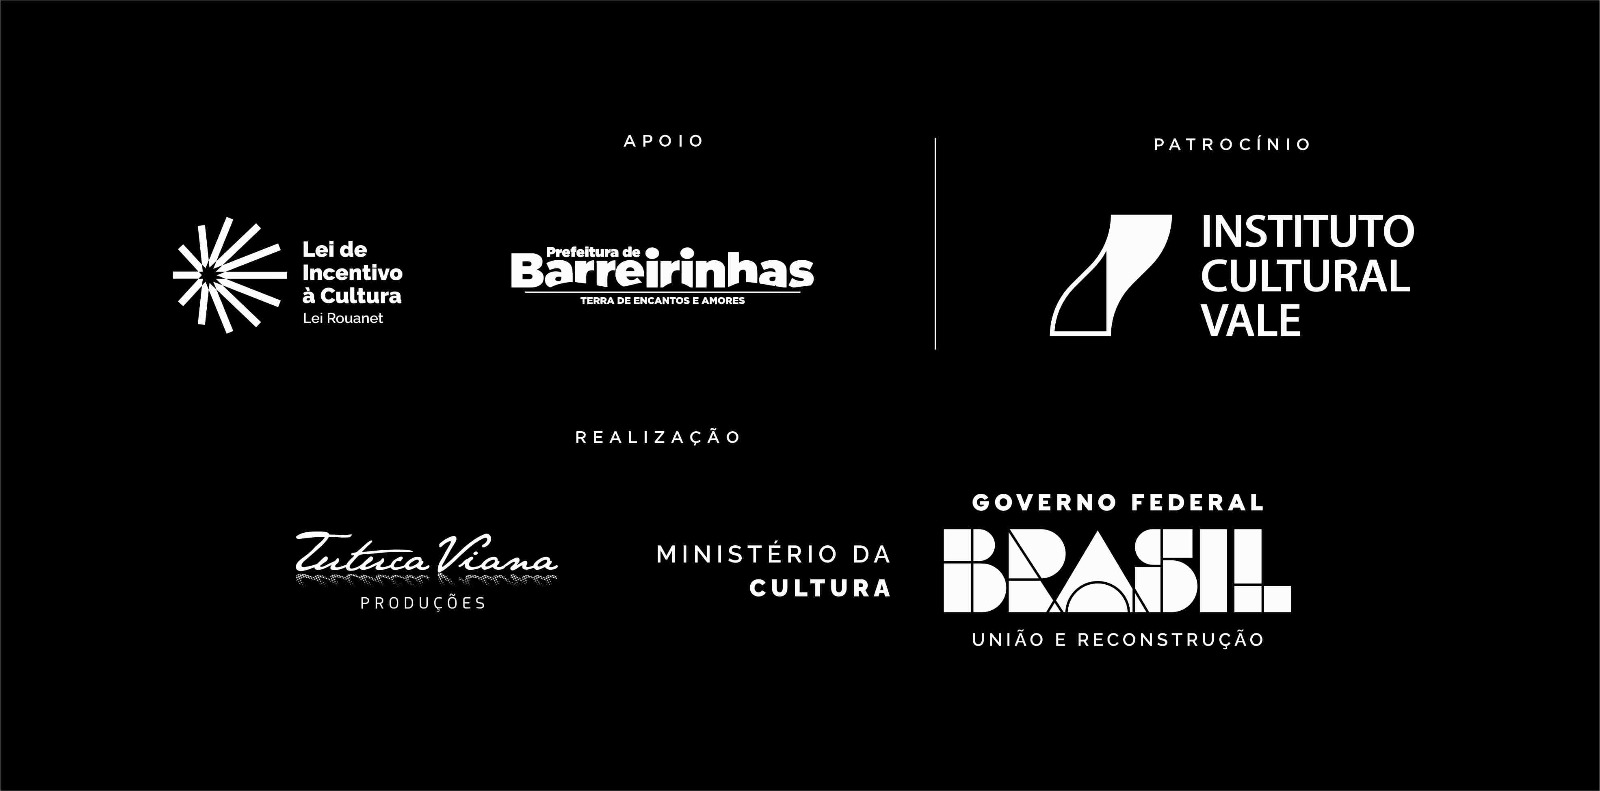 APOIO
Lei de
Incentivo
à Cultura
Lei Rouanet
Prefeitura de
Barreirinhas
TERRA DE ENCANTOS E AMORES
PATROCÍNIO
INSTITUTO
CULTURAL
VALE
REALIZAÇÃO
Tutuca Viana
PRODUÇÕES
MINISTÉRIO DA
CULTURA
GOVERNO FEDERAL
BRASIL
UNIÃO E RECONSTRUÇÃO